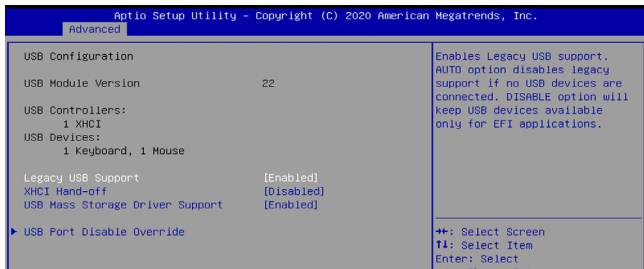 Aptio Setup Utility – Copyright (C) 2020 American Megatrends, Inc.
Advanced
USB Configuration
USB Module Version 22
USB Controllers:
1 XHCI
USB Devices:
1 Keyboard, 1 Mouse
Legacy USB Support [Enabled]
XHCI Hand-off [Disabled]
USB Mass Storage Driver Support [Enabled]
USB Port Disable Override
Enables Legacy USB support.
AUTO option disables legacy
support if no USB devices are
connected. DISABLE option will
keep USB devices available
only for EFI applications.
→←: Select Screen
↑↓: Select Item
Enter: Select